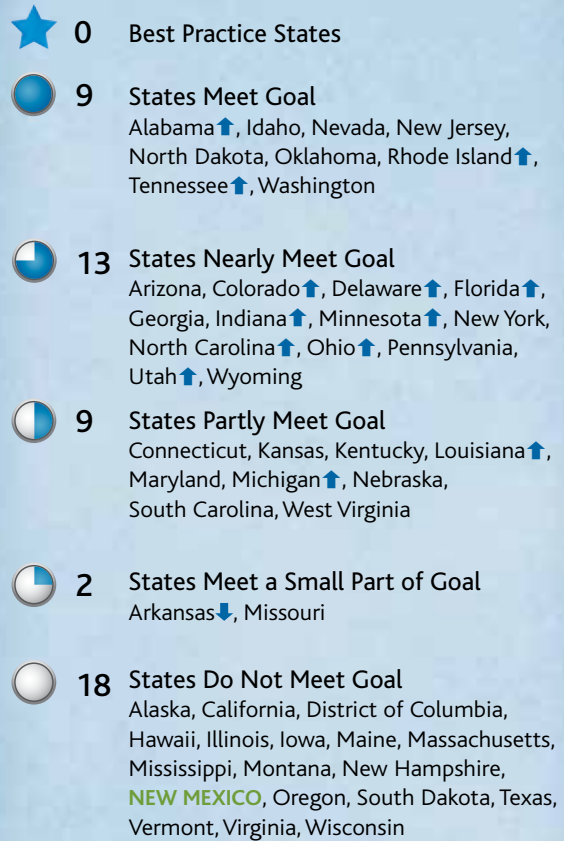 0 Best Practice States
9 States Meet Goal
Alabama⬆, Idaho, Nevada, New Jersey,
North Dakota, Oklahoma, Rhode Island⬆,
Tennessee⬆, Washington
13 States Nearly Meet Goal
Arizona, Colorado⬆, Delaware⬆, Florida⬆,
Georgia, Indiana⬆, Minnesota⬆, New York,
North Carolina⬆, Ohio⬆, Pennsylvania,
Utah⬆, Wyoming
9 States Partly Meet Goal
Connecticut, Kansas, Kentucky, Louisiana⬆,
Maryland, Michigan⬆, Nebraska,
South Carolina, West Virginia
2 States Meet a Small Part of Goal
Arkansas⬇, Missouri
18 States Do Not Meet Goal
Alaska, California, District of Columbia,
Hawaii, Illinois, Iowa, Maine, Massachusetts,
Mississippi, Montana, New Hampshire,
NEW MEXICO, Oregon, South Dakota, Texas,
Vermont, Virginia, Wisconsin